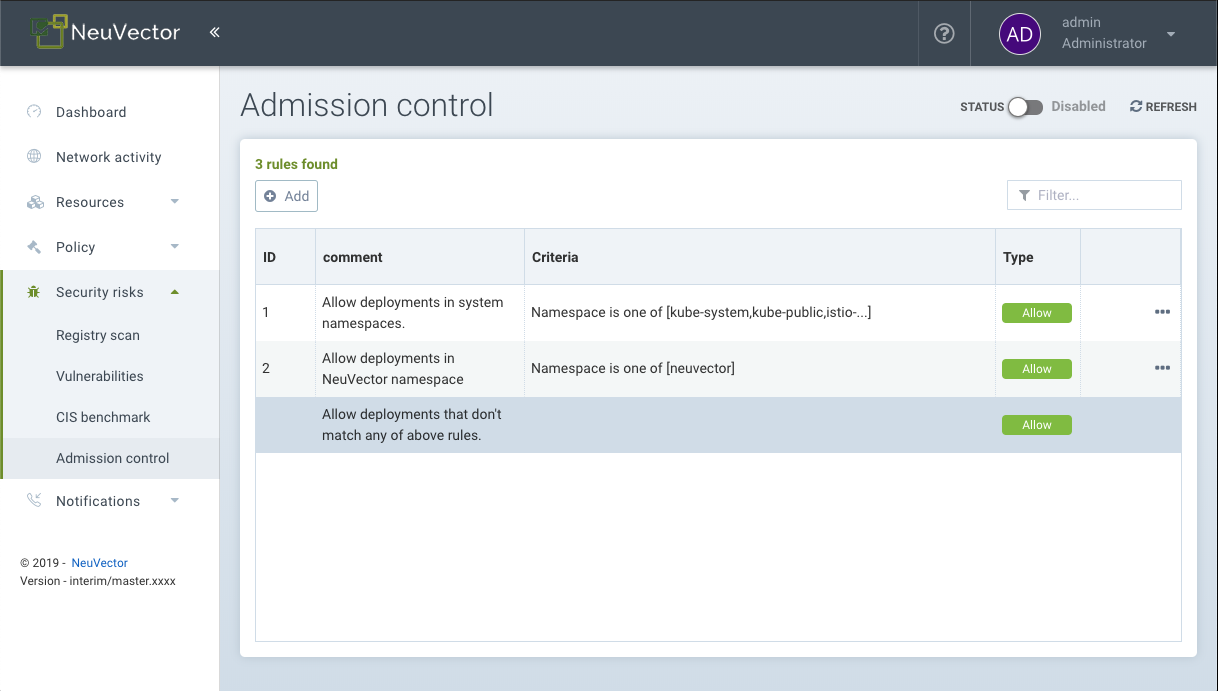 NeuVector «
? AD admin
Administrator
Dashboard
Network activity
Resources
Policy
Security risks
Registry scan
Vulnerabilities
CIS benchmark
Admission control
Notifications
© 2019 - NeuVector
Version - interim/master.xxxx
Admission control
STATUS Disabled REFRESH
3 rules found
Add
Filter...
ID comment Criteria Type
1 Allow deployments in system
namespaces. Namespace is one of [kube-system,kube-public,istio-...] Allow
2 Allow deployments in
NeuVector namespace Namespace is one of [neuvector] Allow
Allow deployments that don't
match any of above rules. Allow